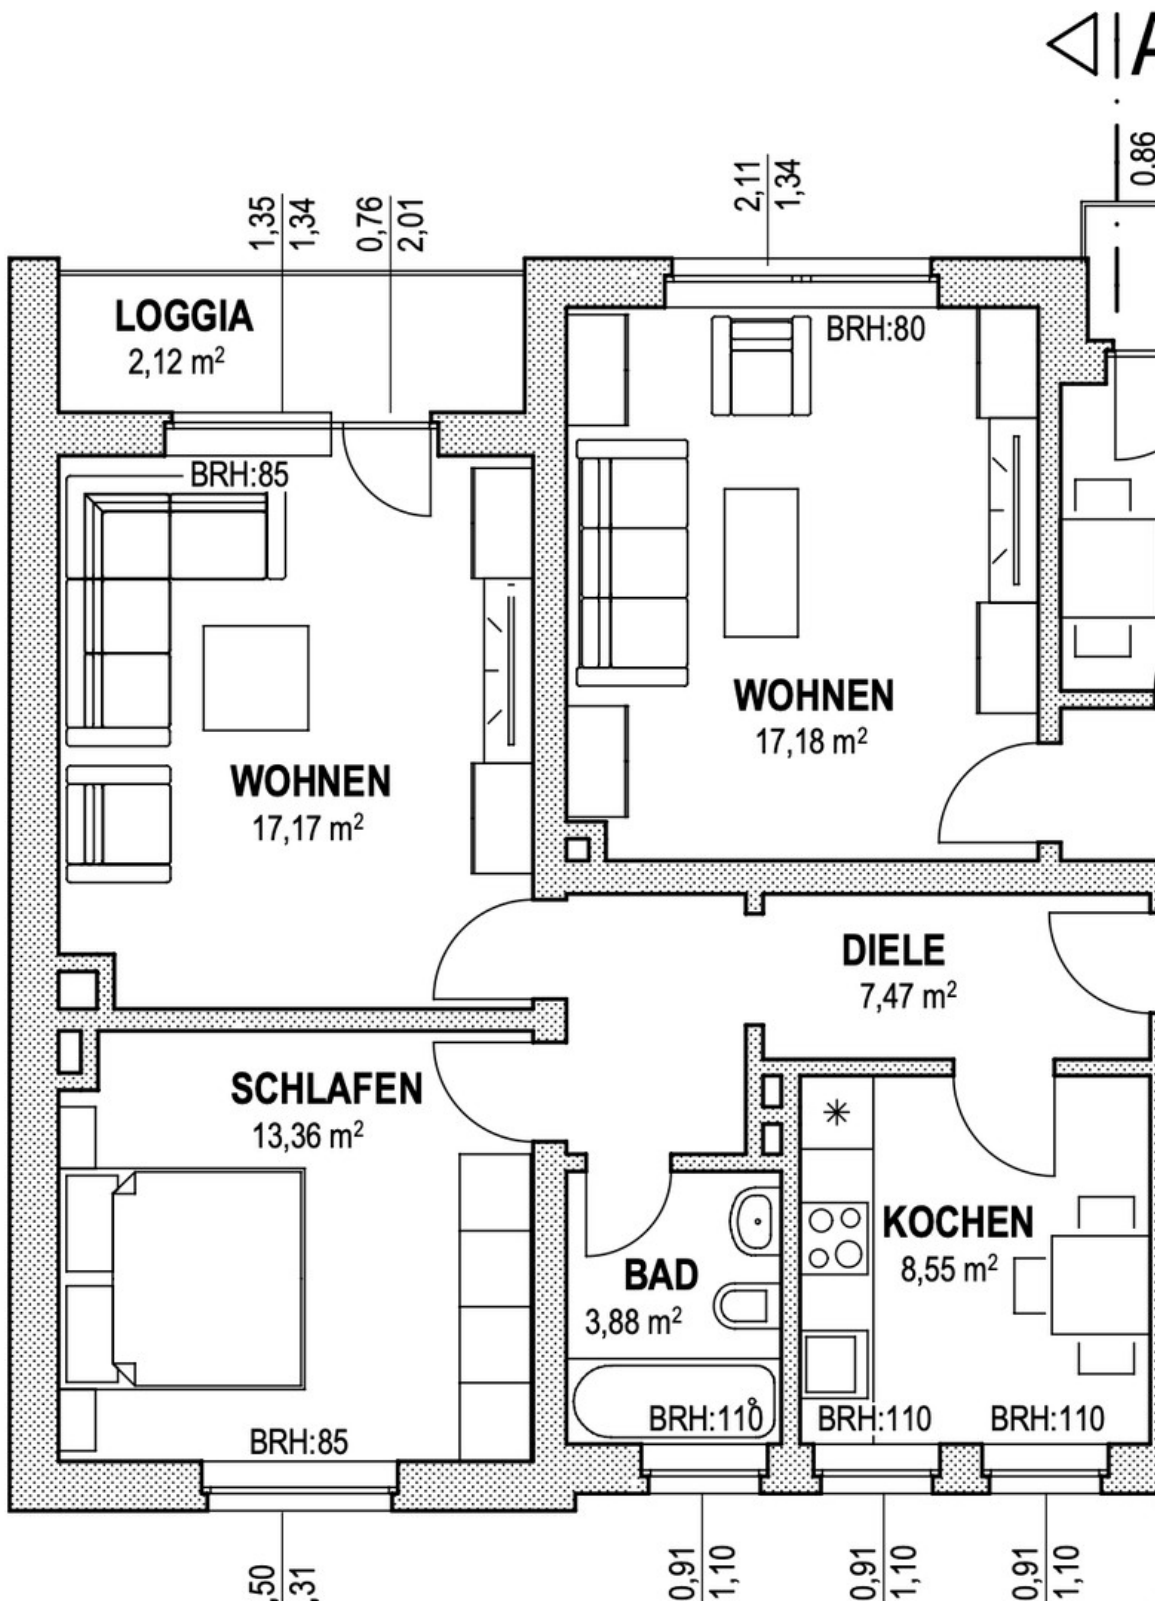 A
0,86
2,11
1,34
1,35
1,34
0,76
2,01
LOGGIA
2,12 m²
BRH:80
BRH:85
WOHNEN
17,18 m²
WOHNEN
17,17 m²
DIELE
7,47 m²
SCHLAFEN
13,36 m²
KOCHEN
8,55 m²
BAD
3,88 m²
BRH:110
BRH:110
BRH:110
BRH:85
,50
,31
0,91
1,10
0,91
1,10
0,91
1,10